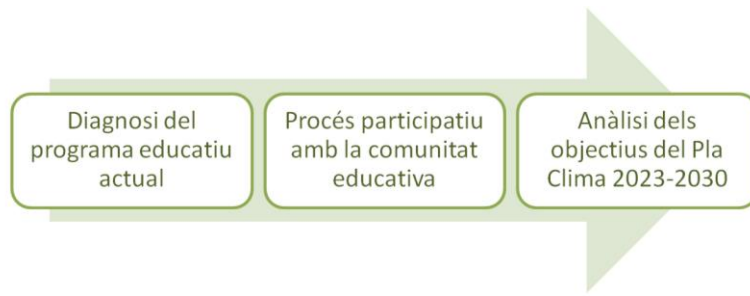 Diagnosi del
programa educatiu
actual
Procés participatiu
amb la comunitat
educativa
Anàlisi dels
objectius del Pla
Clima 2023-2030